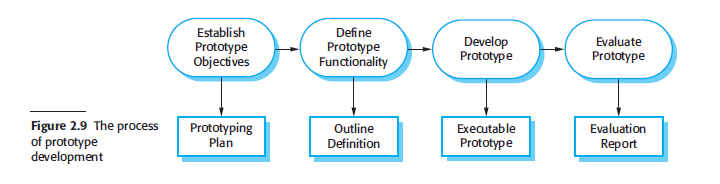 Establish
Prototype
Objectives
Define
Prototype
Functionality
Develop
Prototype
Evaluate
Prototype
Prototyping
Plan
Outline
Definition
Executable
Prototype
Evaluation
Report
Figure 2.9 The process
of prototype
development